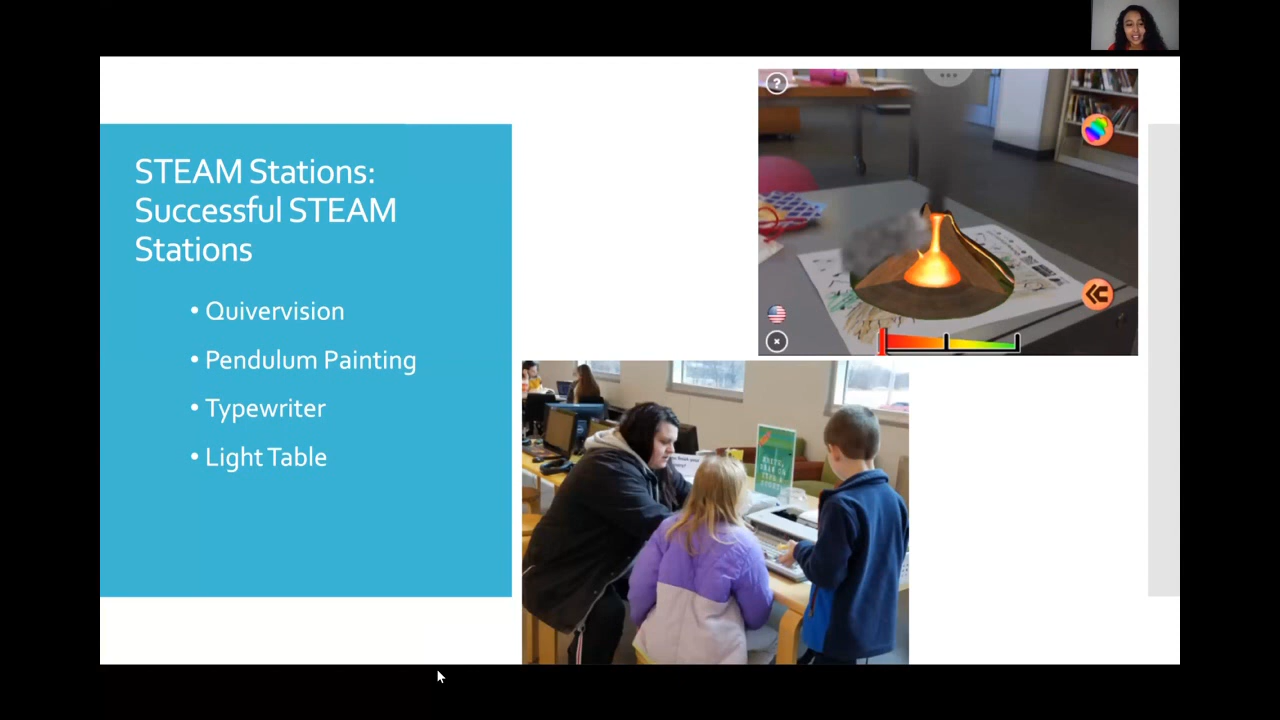 STEAM Stations:
Successful STEAM
Stations
• Quivervision
• Pendulum Painting
• Typewriter
• Light Table
?